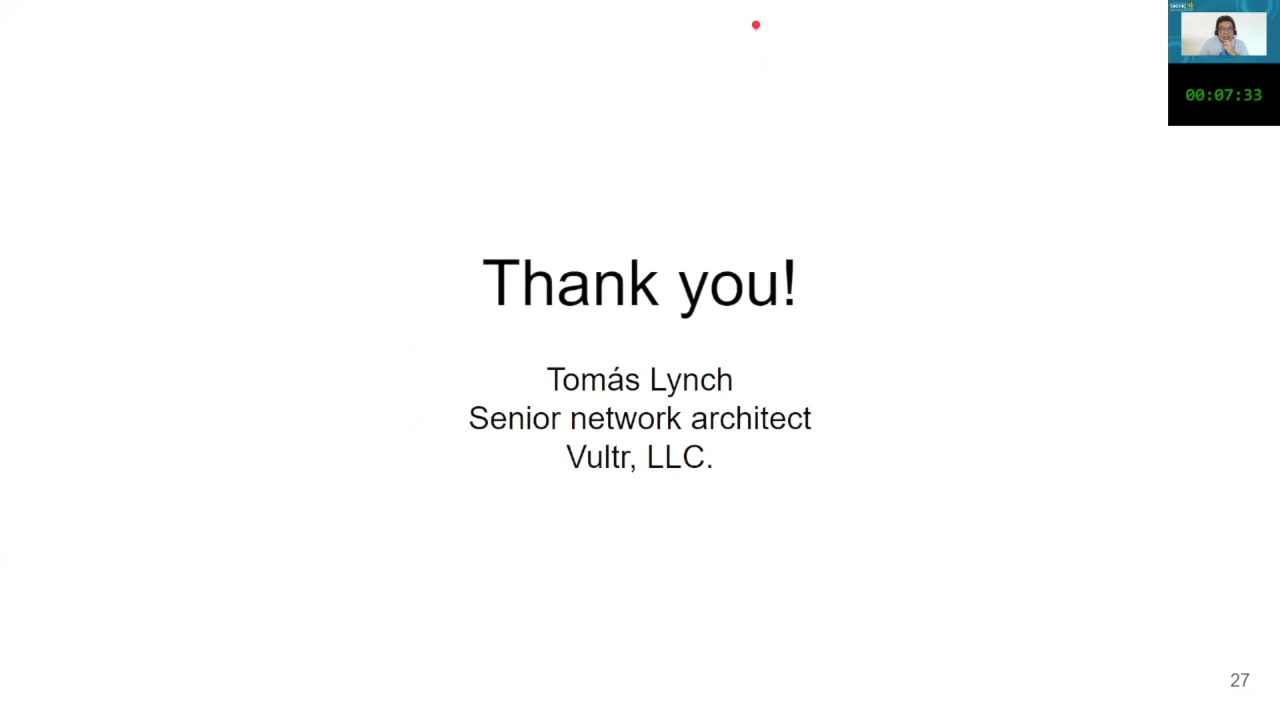 00:07:33
Thank you!
Tomás Lynch
Senior network architect
Vultr, LLC.
27